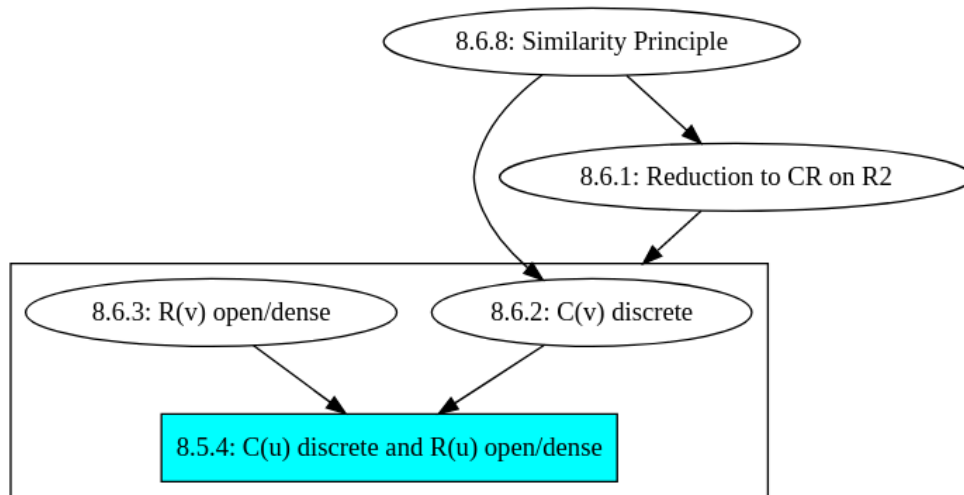 8.6.8: Similarity Principle
8.6.1: Reduction to CR on R2
8.6.3: R(v) open/dense
8.6.2: C(v) discrete
8.5.4: C(u) discrete and R(u) open/dense